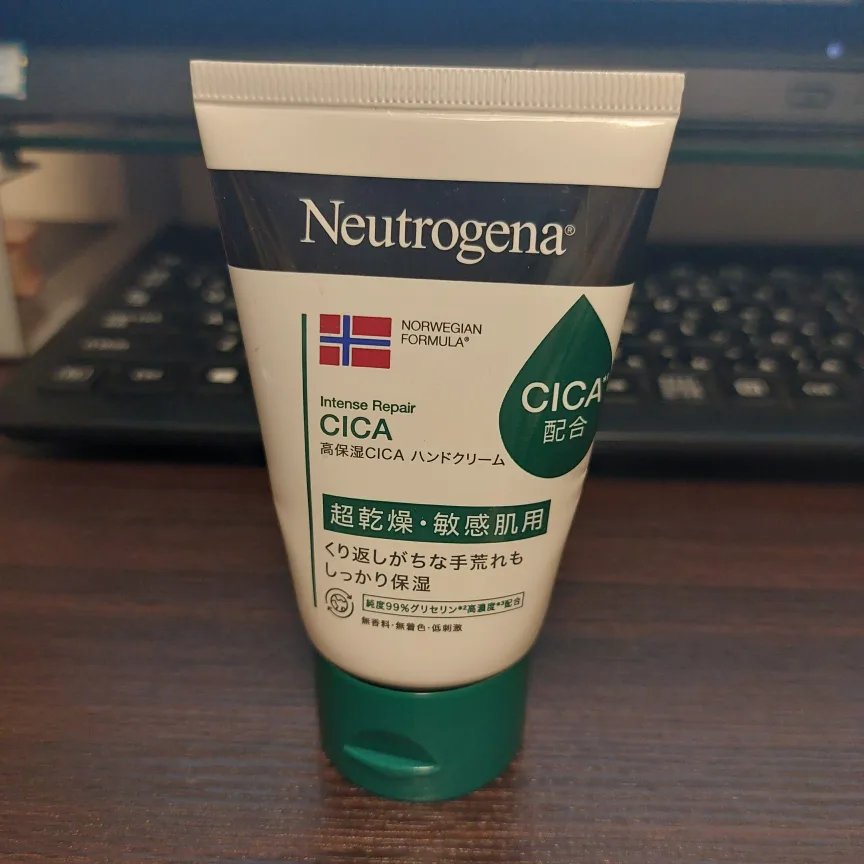 Neutrogena®
NORWEGIAN
FORMULA®
CICA
配合
Intense Repair
CICA
高保湿CICA ハンドクリーム
超乾燥・敏感肌用
くり返しがちな手荒れも
しっかり保湿
純度99%グリセリン*2高濃度*3配合
無香料・無着色・低刺激